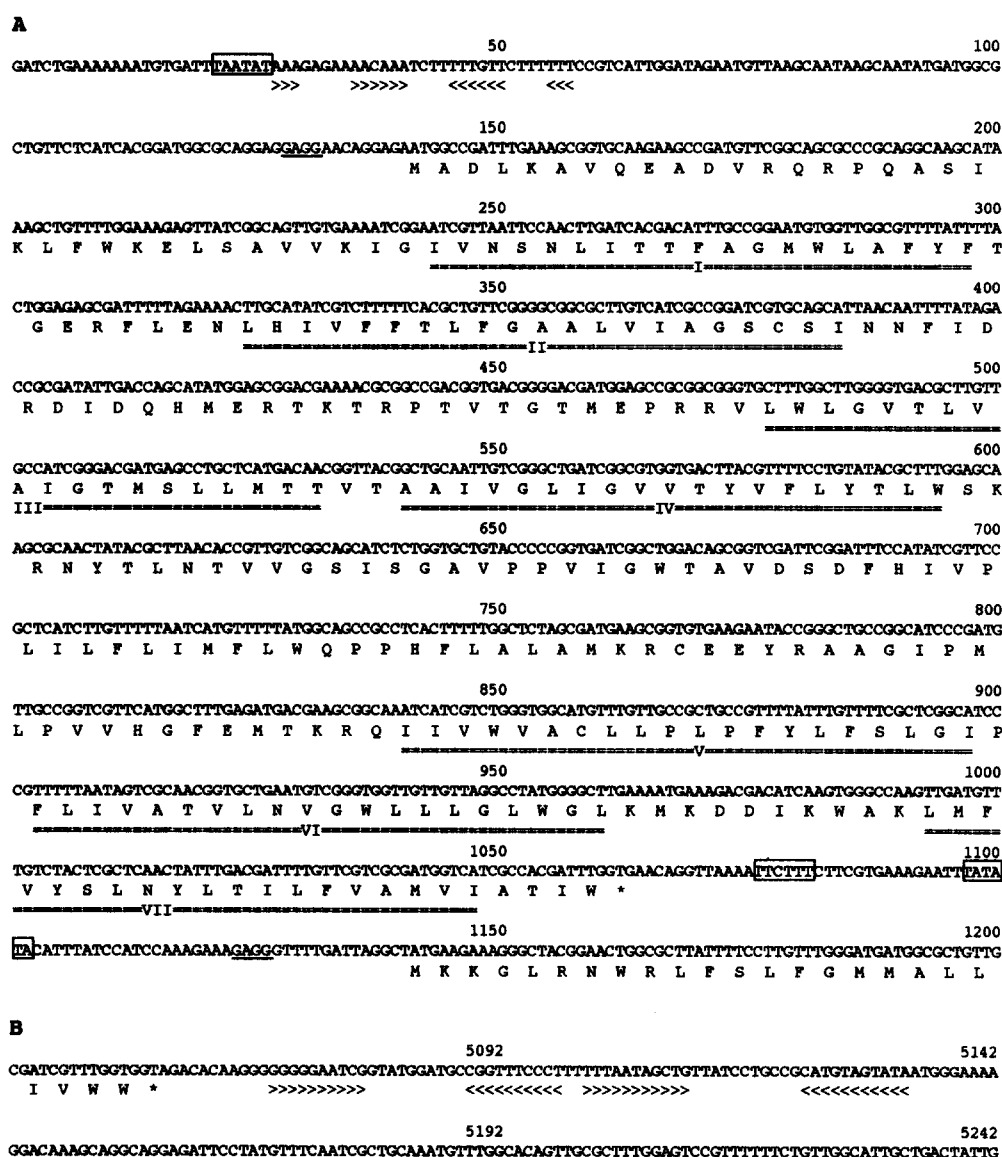 A
50 100
GATCTGAAAAAAATGTGATTTAATATAAAGAGAAAACAAATCTTTTTGTTCTTTTTTCCGTCATTGGATAGAATGTTAAGCAATAAGCAATATGATGGCG
>>> >>>>>> <<<<<< <<<
150 200
CTGTTCTCATCACGGATGGCGCAGGAGGAGGAACAGGAGAATGGCCGATTTGAAAGCGGTGCAAGAAGCCGATGTTCGGCAGCGCCCGCAGGCAAGCATA
M A D L K A V Q E A D V R Q R P Q A S I
250 300
AAGCTGTTTTGGAAAGAGTTATCGGCAGTTGTGAAAATCGGAATCGTTAATTCCAACTTGATCACGACATTTGCCGGAATGTGGTTGGCGTTTTATTTTA
K L F W K E L S A V V K I G I V N S N L I T T F A G M W L A F Y F T
I
350 400
CTGGAGAGCGATTTTTAGAAAACTTGCATATCGTCTTTTTCACGCTGTTCGGGGCGGCGCTTGTCATCGCCGGATCGTGCAGCATTAACAATTTTATAGA
G E R F L E N L H I V F F T L F G A A L V I A G S C S I N N F I D
II
450 500
CCGCGATATTGACCAGCATATGGAGCGGACGAAAACGCGGCCGACGGTGACGGGGACGATGGAGCCGCGGCGGGTGCTTTGGCTTGGGGTGACGCTTGTT
R D I D Q H M E R T K T R P T V T G T M E P R R V L W L G V T L V
550 600
GCCATCGGGACGATGAGCCTGCTCATGACAACGGTTACGGCTGCAATTGTCGGGCTGATCGGCGTGGTGACTTACGTTTTCCTGTATACGCTTTGGAGCA
A I G T M S L L M T T V T A A I V G L I G V V T Y V F L Y T L W S K
III IV
650 700
AGCGCAACTATACGCTTAACACCGTTGTCGGCAGCATCTCTGGTGCTGTACCCCCGGTGATCGGCTGGACAGCGGTCGATTCGGATTTCCATATCGTTCC
R N Y T L N T V V G S I S G A V P P V I G W T A V D S D F H I V P
750 800
GCTCATCTTGTTTTTAATCATGTTTTTATGGCAGCCGCCTCACTTTTTGGCTCTAGCGATGAAGCGGTGTGAAGAATACCGGGCTGCCGGCATCCCGATG
L I L F L I M F L W Q P P H F L A L A M K R C E E Y R A A G I P M
850 900
TTGCCGGTCGTTCATGGCTTTGAGATGACGAAGCGGCAAATCATCGTCTGGGTGGCATGTTTGTTGCCGCTGCCGTTTTATTTGTTTTCGCTCGGCATCC
L P V V H G F E M T K R Q I I V W V A C L L P L P F Y L F S L G I P
V
950 1000
CGTTTTTAATAGTCGCAACGGTGCTGAATGTCGGGTGGTTGTTGTTAGGCCTATGGGGCTTGAAAATGAAAGACGACATCAAGTGGGCCAAGTTGATGTT
F L I V A T V L N V G W L L L G L W G L K M K D D I K W A K L M F
VI
1050 1100
TGTCTACTCGCTCAACTATTTGACGATTTTGTTCGTCGCGATGGTCATCGCCACGATTTGGTGAACAGGTTAAAATTCTTTCTTCGTGAAAGAATTTATA
V Y S L N Y L T I L F V A M V I A T I W *
VII
1150 1200
TACATTTATCCATCCAAAGAAAGAGGGTTTTGATTAGGCTATGAAGAAAGGGCTACGGAACTGGCGCTTATTTTCCTTGTTTGGGATGATGGCGCTGTTG
M K K G L R N W R L F S L F G M M A L L
B
5092 5142
CGATCGTTTGGTGGTAGACACAAGGGGGGGGGAATCGGTATGGATGCCGGTTTCCCTTTTTTAATAGCTGTTATCCTGCCGCATGTAGTATAATGGGAAAA
I V W W * >>>>>>>>>> <<<<<<<<<< >>>>>>>>>>> <<<<<<<<<<<
5192 5242
GGACAAAGCAGGCAGGAGATTCCTATGTTTCAATCGCTGCAAATGTTTGGCACAGTTGCGCTTTGGAGTCCGTTTTTTCTGTTGGCATTGCTGACTATTG